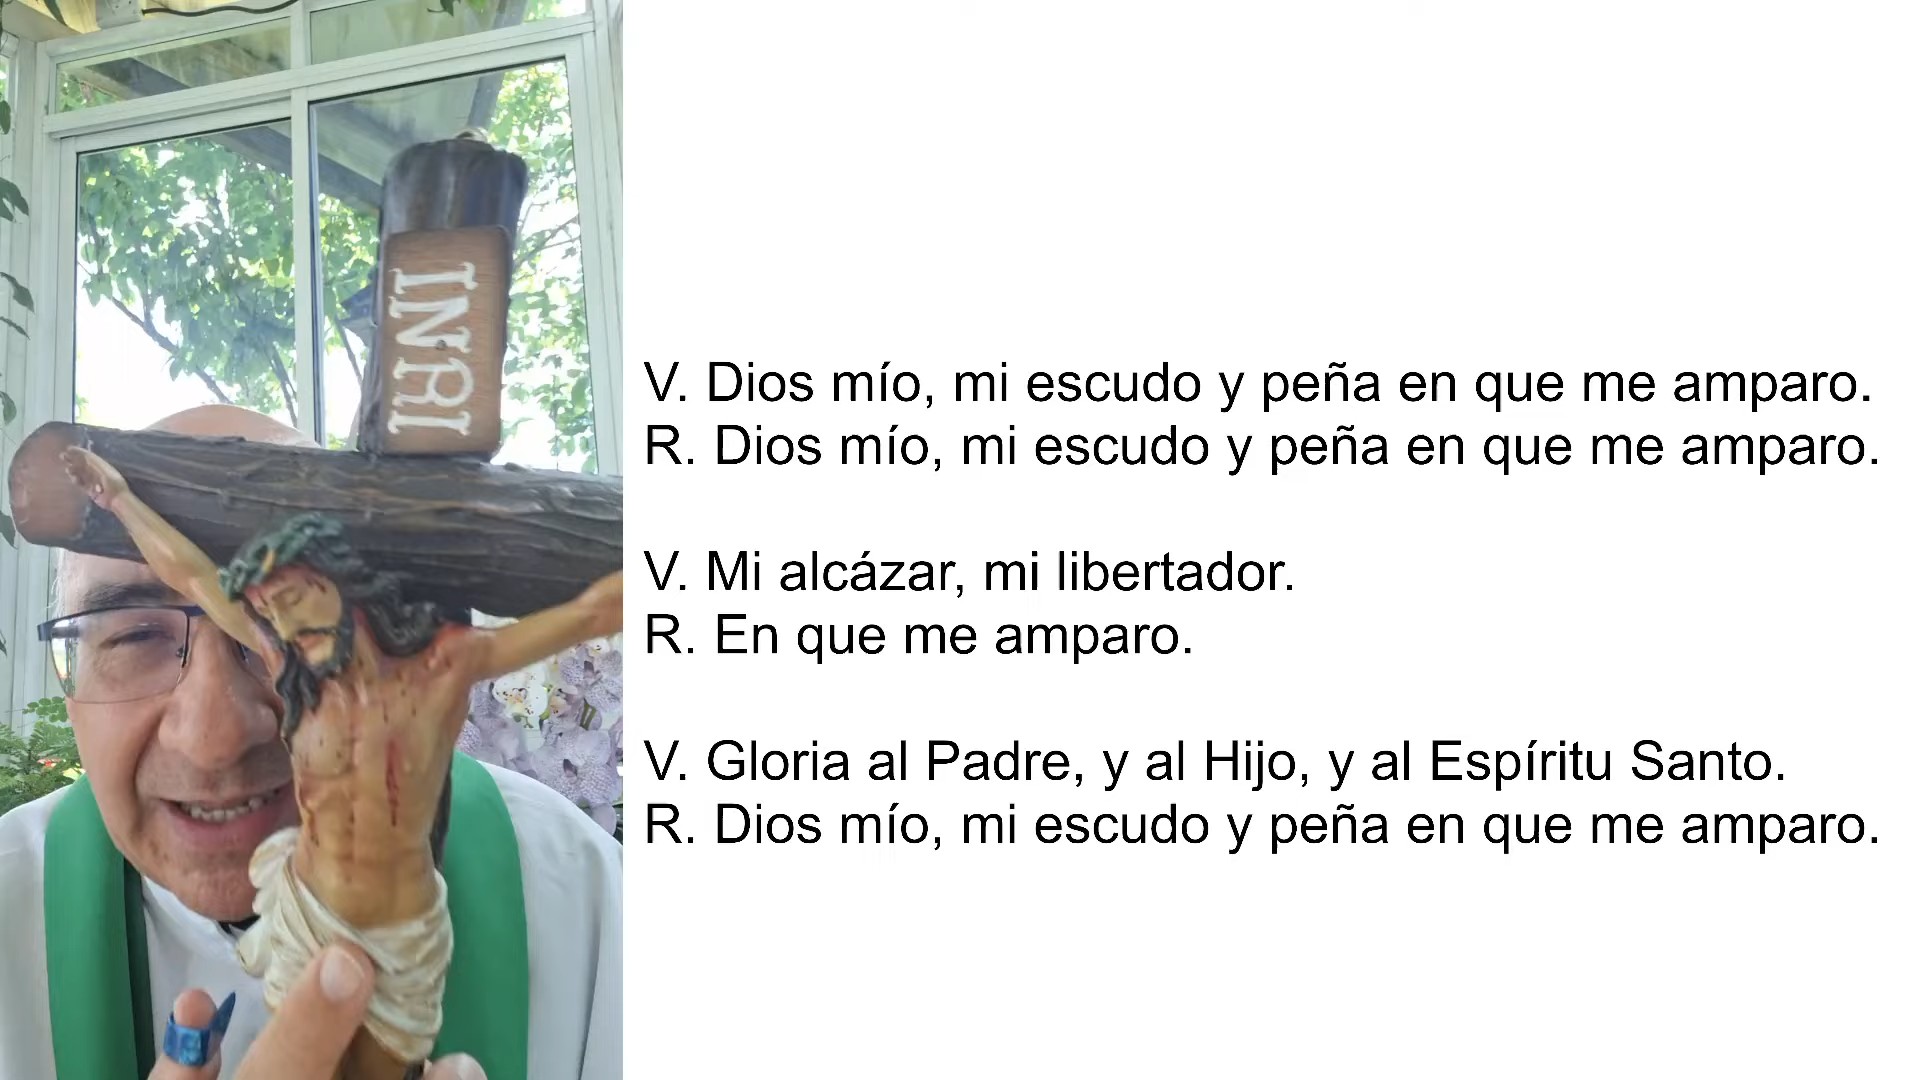 INRI
V. Dios mío, mi escudo y peña en que me amparo.
R. Dios mío, mi escudo y peña en que me amparo.
V. Mi alcázar, mi libertador.
R. En que me amparo.
V. Gloria al Padre, y al Hijo, y al Espíritu Santo.
R. Dios mío, mi escudo y peña en que me amparo.